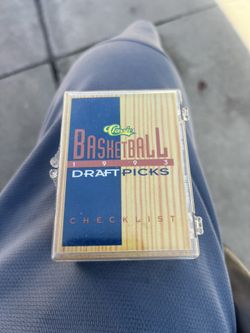 Classic
BASKETBALL
1993
DRAFT PICKS
CHECKLIST